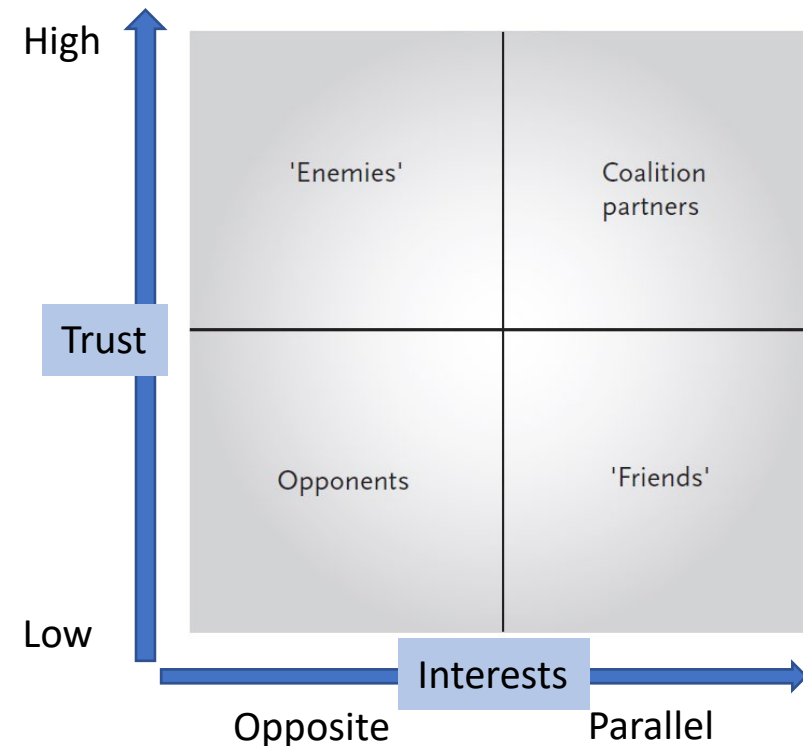 High
'Enemies'
Coalition
partners
Trust
Opponents
'Friends'
Low
Interests
Opposite
Parallel